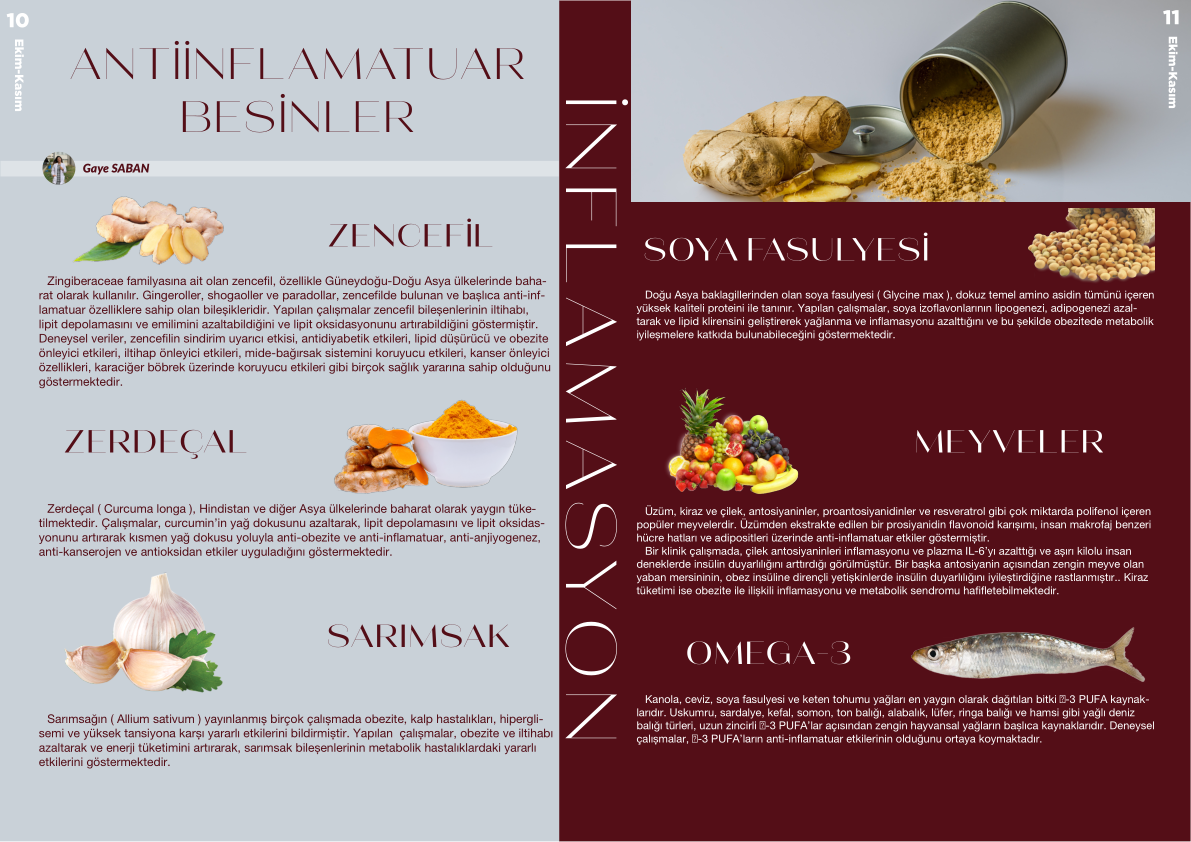 10
Ekim-Kasım
ANTİİNFLAMATUAR
BESİNLER
Gaye SABAN
ZENCEFİL
Zingiberaceae familyasına ait olan zencefil, özellikle Güneydoğu-Doğu Asya ülkelerinde baha-
rat olarak kullanılır. Gingeroller, shogaoller ve paradollar, zencefilde bulunan ve başlıca anti-inf-
lamatuar özelliklere sahip olan bileşikleridir. Yapılan çalışmalar zencefil bileşenlerinin iltihabı,
lipit depolamasını ve emilimini azaltabildiğini ve lipit oksidasyonunu artırabildiğini göstermiştir.
Deneysel veriler, zencefilin sindirim uyarıcı etkisi, antidiyabetik etkileri, lipid düşürücü ve obezite
önleyici etkileri, iltihap önleyici etkileri, mide-bağırsak sistemini koruyucu etkileri, kanser önleyici
özellikleri, karaciğer böbrek üzerinde koruyucu etkileri gibi birçok sağlık yararına sahip olduğunu
göstermektedir.
ZERDEÇAL
Zerdeçal ( Curcuma longa ), Hindistan ve diğer Asya ülkelerinde baharat olarak yaygın tüke-
tilmektedir. Çalışmalar, curcumin'in yağ dokusunu azaltarak, lipit depolamasını ve lipit oksidas-
yonunu artırarak kısmen yağ dokusu yoluyla anti-obezite ve anti-inflamatuar, anti-anjiyogenez,
anti-kanserojen ve antioksidan etkiler uyguladığını göstermektedir.
SARIMSAK
Sarımsağın ( Allium sativum ) yayınlanmış birçok çalışmada obezite, kalp hastalıkları, hipergli-
semi ve yüksek tansiyona karşı yararlı etkilerini bildirmiştir. Yapılan  çalışmalar, obezite ve iltihabı
azaltarak ve enerji tüketimini artırarak, sarımsak bileşenlerinin metabolik hastalıklardaki yararlı
etkilerini göstermektedir.
İNFLAMASYON
11
Ekim-Kasım
SOYA FASULYESİ
Doğu Asya baklagillerinden olan soya fasulyesi ( Glycine max ), dokuz temel amino asidin tümünü içeren
yüksek kaliteli proteini ile tanınır. Yapılan çalışmalar, soya izoflavonlarının lipogenezi, adipogenezi azal-
tarak ve lipid klirensini geliştirerek yağlanma ve inflamasyonu azalttığını ve bu şekilde obezitede metabolik
iyileşmelere katkıda bulunabileceğini göstermektedir.
MEYVELER
Üzüm, kiraz ve çilek, antosiyaninler, proantosiyanidinler ve resveratrol gibi çok miktarda polifenol içeren
popüler meyvelerdir. Üzümden ekstrakte edilen bir prosiyanidin flavonoid karışımı, insan makrofaj benzeri
hücre hatları ve adipositleri üzerinde anti-inflamatuar etkiler göstermiştir.
Bir klinik çalışmada, çilek antosiyaninleri inflamasyonu ve plazma IL-6'yı azalttığı ve aşırı kilolu insan
deneklerde insülin duyarlılığını arttırdığı görülmüştür. Bir başka antosiyanin açısından zengin meyve olan
yaban mersininin, obez insüline dirençli yetişkinlerde insülin duyarlılığını iyileştirdiğine rastlanmıştır.. Kiraz
tüketimi ise obezite ile ilişkili inflamasyonu ve metabolik sendromu hafifletebilmektedir.
OMEGA-3
Kanola, ceviz, soya fasulyesi ve keten tohumu yağları en yaygın olarak dağıtılan bitki ⍰-3 PUFA kaynak-
larıdır. Uskumru, sardalye, kefal, somon, ton balığı, alabalık, lüfer, ringa balığı ve hamsi gibi yağlı deniz
balığı türleri, uzun zincirli ⍰-3 PUFA'lar açısından zengin hayvansal yağların başlıca kaynaklarıdır. Deneysel
çalışmalar, ⍰-3 PUFA'ların anti-inflamatuar etkilerinin olduğunu ortaya koymaktadır.